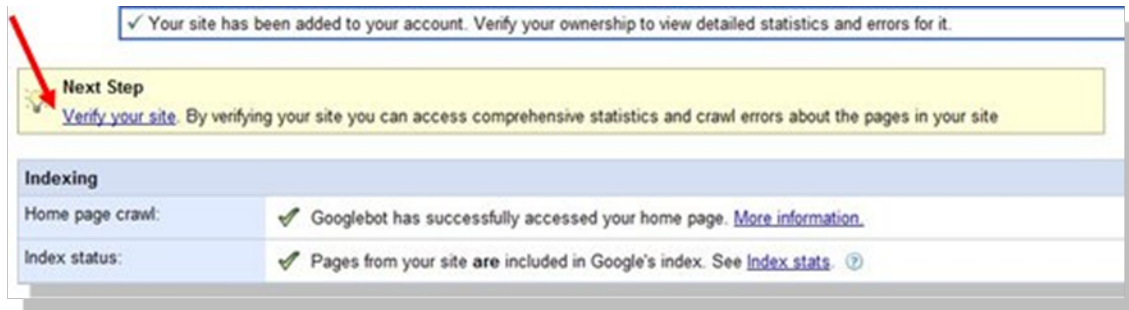 ✓ Your site has been added to your account. Verify your ownership to view detailed statistics and errors for it.
Next Step
Verify your site. By verifying your site you can access comprehensive statistics and crawl errors about the pages in your site
Indexing
Home page crawl: ✓ Googlebot has successfully accessed your home page. More information.
Index status: ✓ Pages from your site are included in Google's index. See Index stats. ?